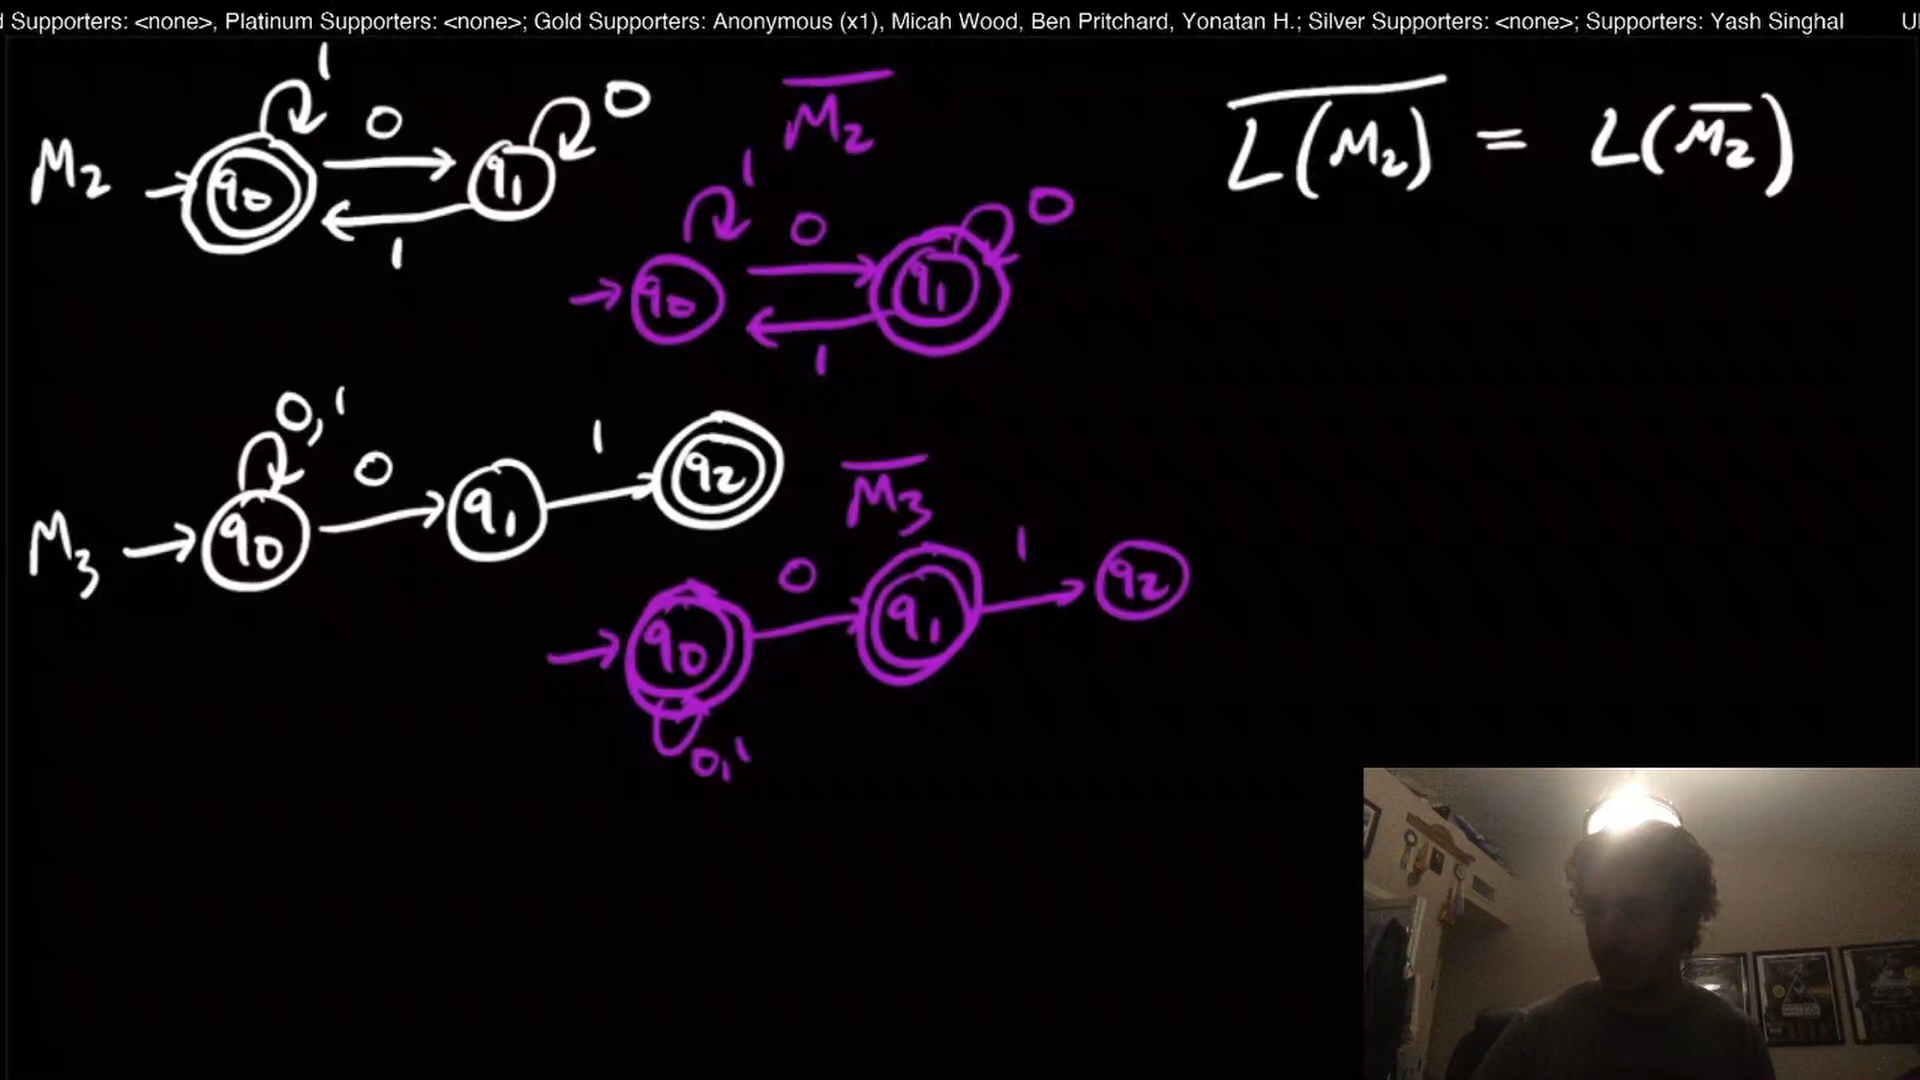 d Supporters: <none>, Platinum Supporters: <none>; Gold Supporters: Anonymous (x1), Micah Wood, Ben Pritchard, Yonatan H.; Silver Supporters: <none>; Supporters: Yash Singhal U
M̅₂
L̅(̅M̅₂̅)̅ = L(M̅₂)
1
0
0
M₂ q₀ q₁
1
1
0
0
q₀ q₁
1
0,1
0
1
M₃ q₀ q₁ q₂
M̅₃
0
1
q₀ q₁ q₂
0,1